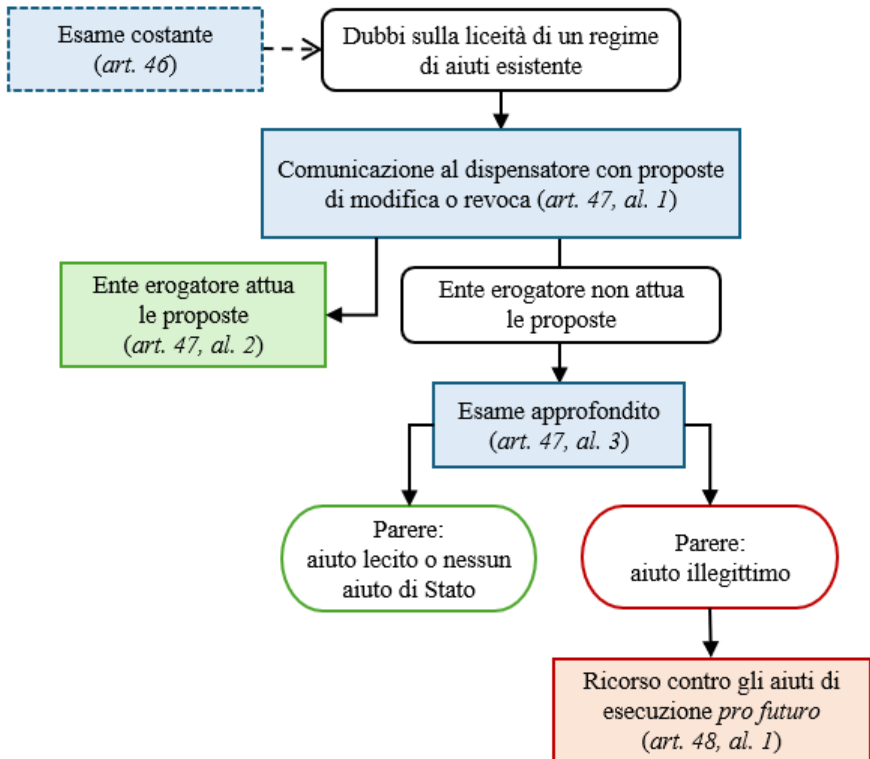 Esame costante
(art. 46)
Dubbi sulla liceità di un regime
di aiuti esistente
Comunicazione al dispensatore con proposte
di modifica o revoca (art. 47, al. 1)
Ente erogatore attua
le proposte
(art. 47, al. 2)
Ente erogatore non attua
le proposte
Esame approfondito
(art. 47, al. 3)
Parere:
aiuto lecito o nessun
aiuto di Stato
Parere:
aiuto illegittimo
Ricorso contro gli aiuti di
esecuzione pro futuro
(art. 48, al. 1)